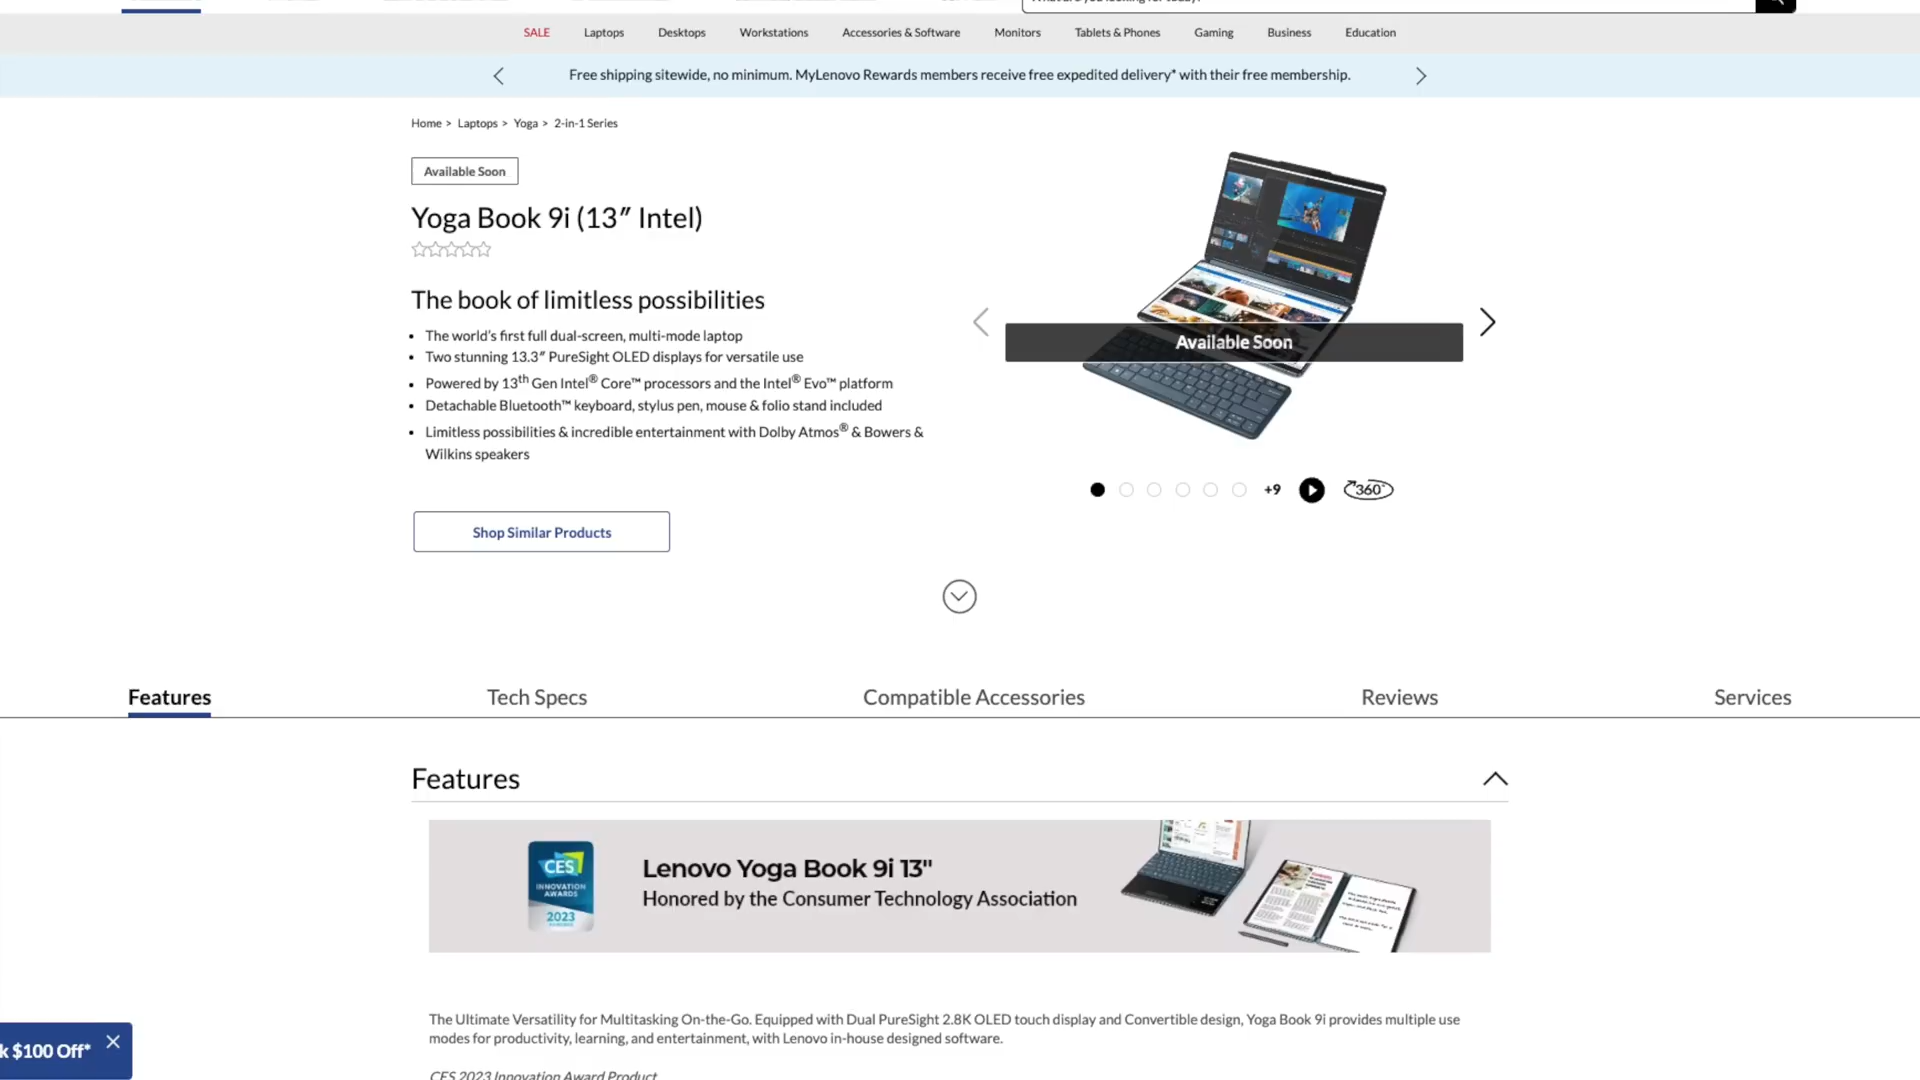 SALE Laptops Desktops Workstations Accessories & Software Monitors Tablets & Phones Gaming Business Education
Free shipping sitewide, no minimum. MyLenovo Rewards members receive free expedited delivery* with their free membership.
Home > Laptops > Yoga > 2-in-1 Series
Available Soon
Yoga Book 9i (13″ Intel)
The book of limitless possibilities
• The world's first full dual-screen, multi-mode laptop
• Two stunning 13.3″ PureSight OLED displays for versatile use
• Powered by 13th Gen Intel® Core™ processors and the Intel® Evo™ platform
• Detachable Bluetooth™ keyboard, stylus pen, mouse & folio stand included
• Limitless possibilities & incredible entertainment with Dolby Atmos® & Bowers &
Wilkins speakers
Available Soon
+9 360°
Shop Similar Products
Features Tech Specs Compatible Accessories Reviews Services
Features
CES
INNOVATION
AWARDS
2023
Lenovo Yoga Book 9i 13"
Honored by the Consumer Technology Association
The Ultimate Versatility for Multitasking On-the-Go. Equipped with Dual PureSight 2.8K OLED touch display and Convertible design, Yoga Book 9i provides multiple use
modes for productivity, learning, and entertainment, with Lenovo in-house designed software.
CES 2023 Innovation Award Product
k $100 Off*